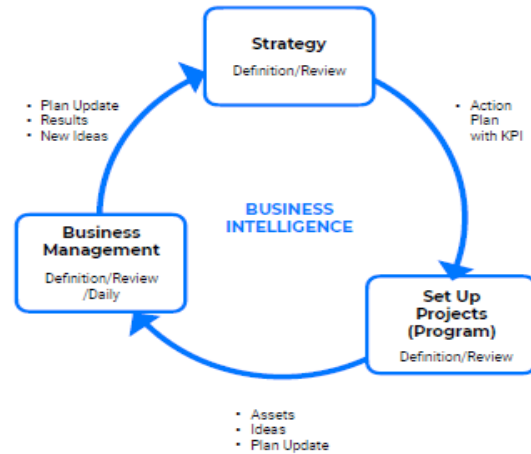 Strategy
Definition/Review
• Plan Update
• Results
• New Ideas
• Action
Plan
with KPI
BUSINESS
INTELLIGENCE
Business
Management
Definition/Review
/Daily
Set Up
Projects
(Program)
Definition/Review
• Assets
• Ideas
• Plan Update